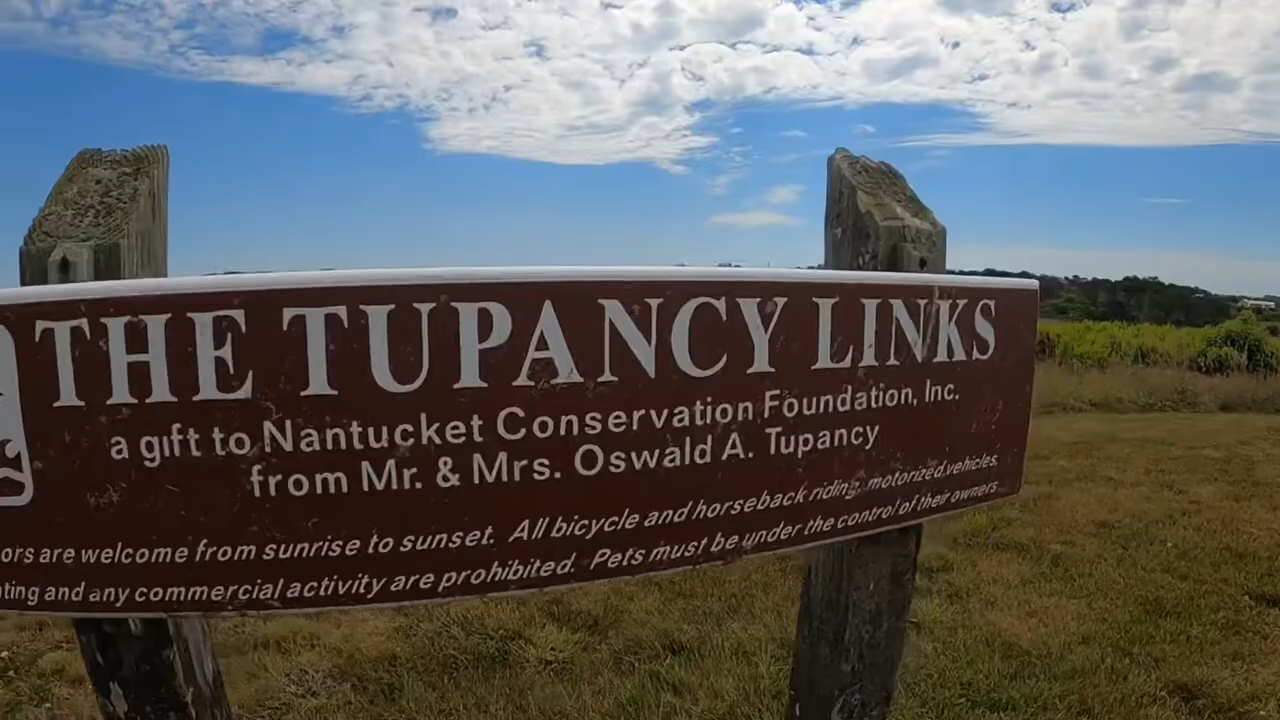 THE TUPANCY LINKS
a gift to Nantucket Conservation Foundation, Inc.
from Mr. & Mrs. Oswald A. Tupancy
are welcome from sunrise to sunset. All bicycle and horseback riding, motorized vehicles,
and any commercial activity are prohibited. Pets must be under the control of their owners